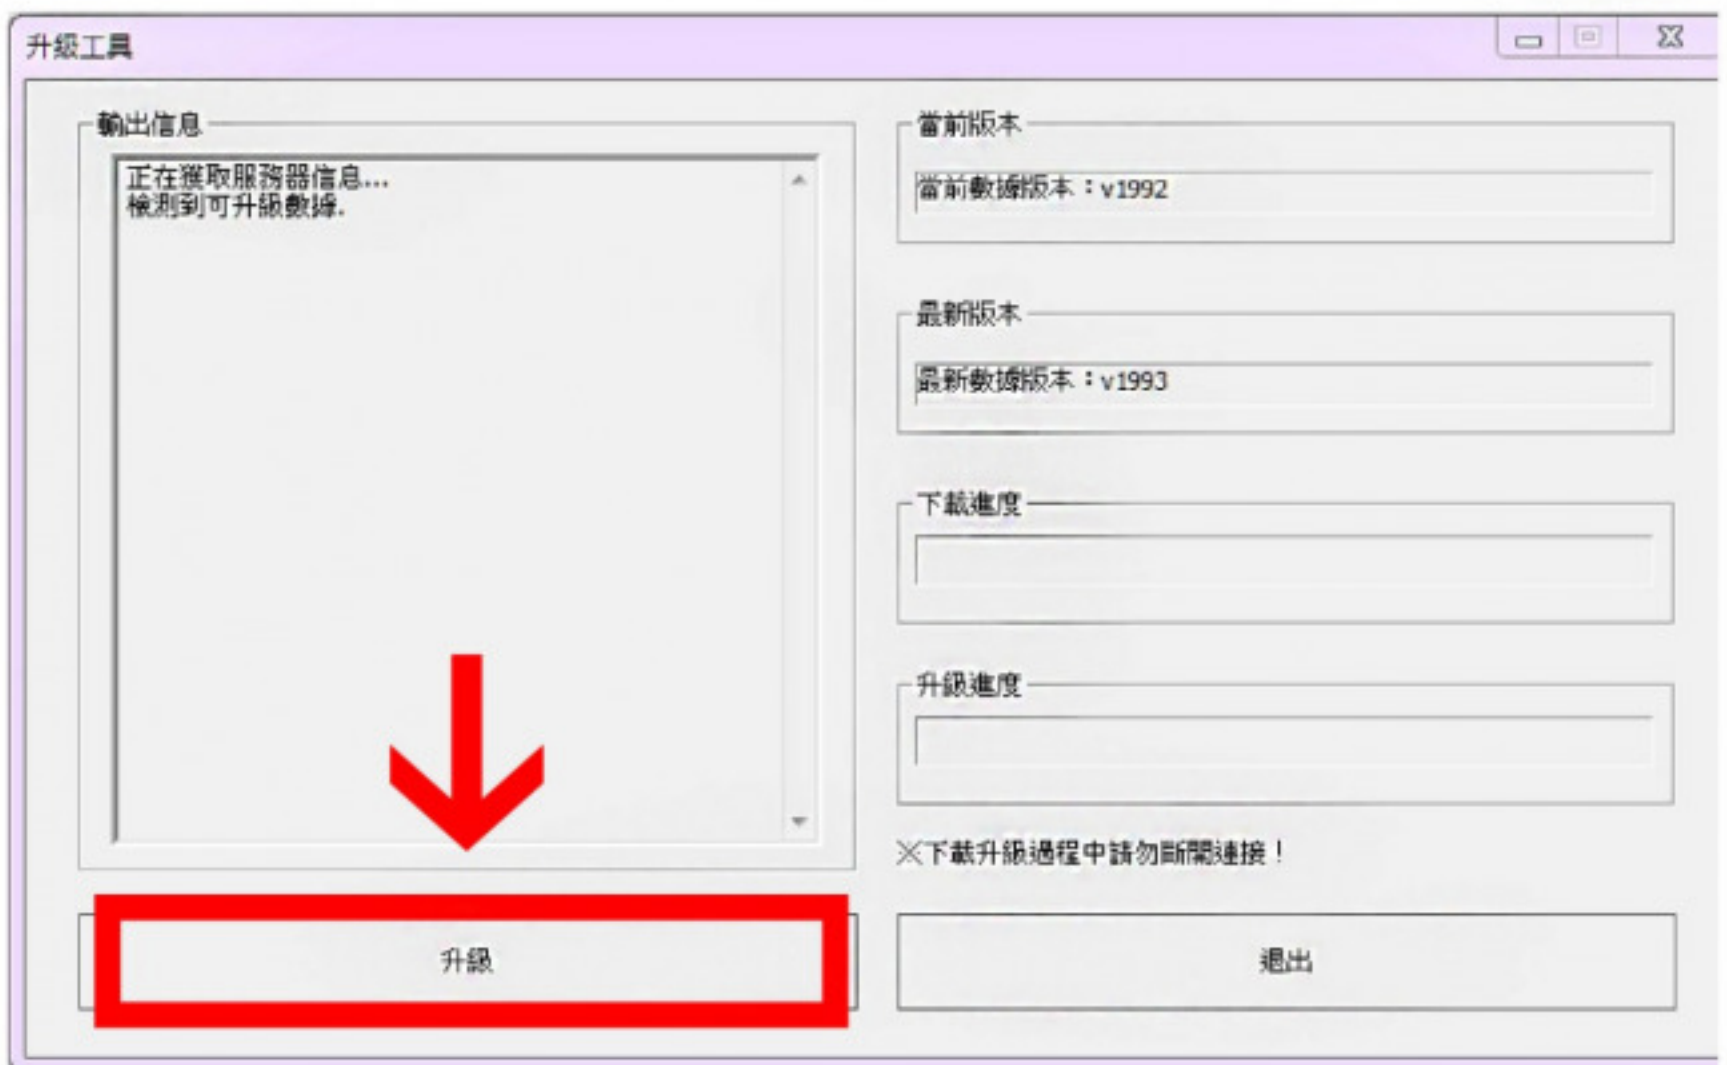 升級工具
輸出信息
正在獲取服務器信息...
檢測到可升級數據.
當前版本
當前數據版本：v1992
最新版本
最新數據版本：v1993
下載進度
升級進度
※下載升級過程中請勿斷開連接！
升級
退出